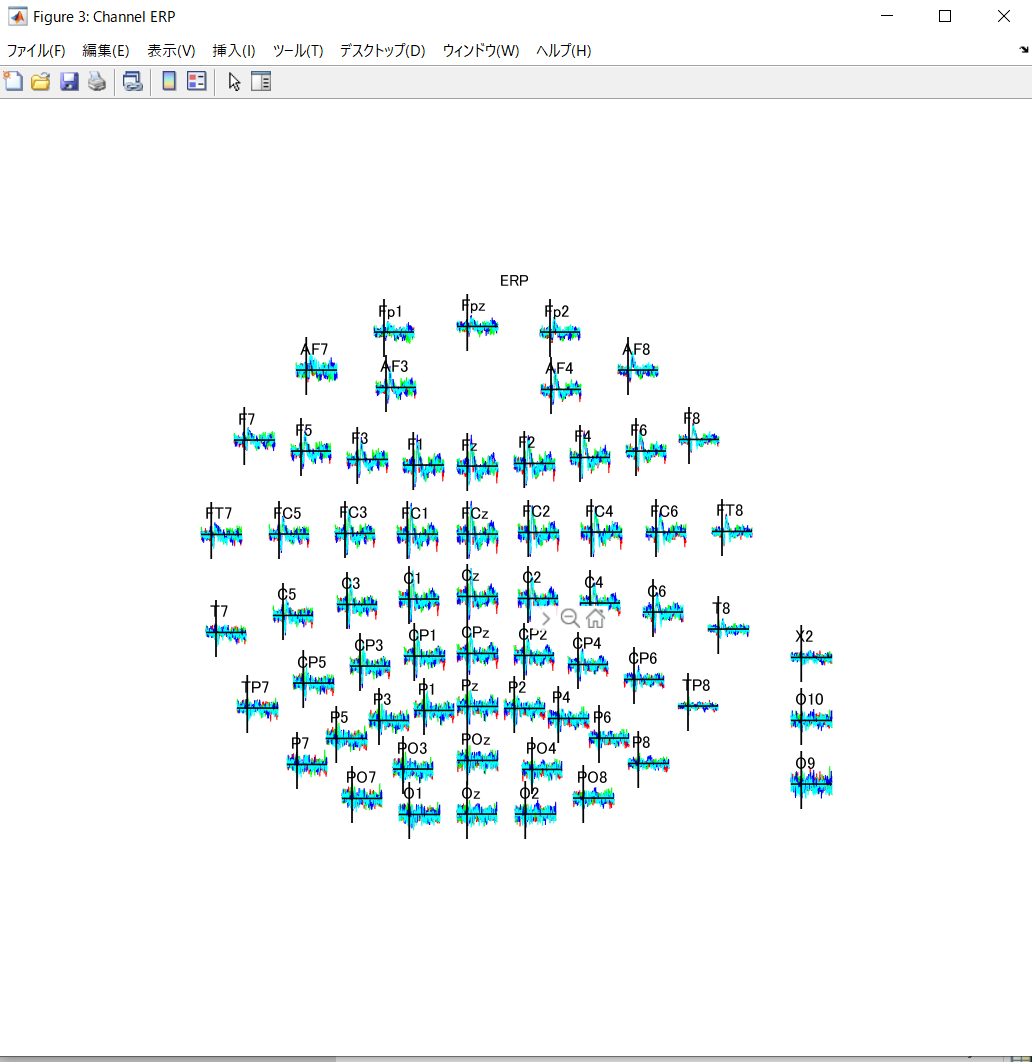 Figure 3: Channel ERP
ファイル(F) 編集(E) 表示(V) 挿入(I) ツール(T) デスクトップ(D) ウィンドウ(W) ヘルプ(H)
ERP
Fp1 Fpz Fp2
AF7 AF3 AF4 AF8
F7 F5 F3 F1 Fz F2 F4 F6 F8
FT7 FC5 FC3 FC1 FCz FC2 FC4 FC6 FT8
T7 C5 C3 C1 Cz C2 C4 C6 T8
X2
TP7 CP5 CP3 CP1 CPz CP2 CP4 CP6 TP8
O10
P7 P5 P3 P1 Pz P2 P4 P6 P8
PO7 PO3 POz PO4 PO8
O9
O1 Oz O2